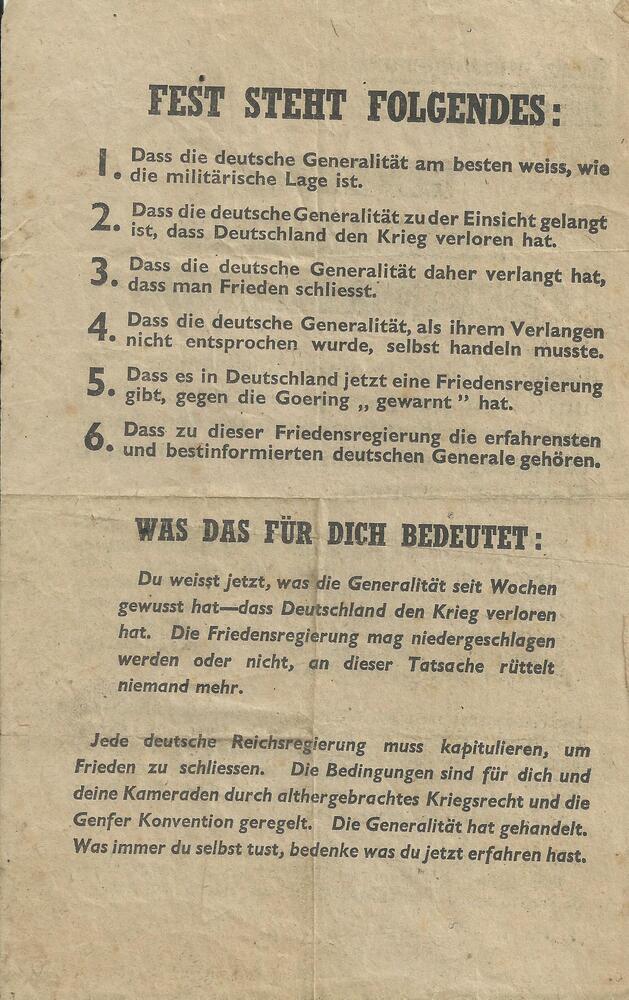 FEST STEHT FOLGENDES:
1. Dass die deutsche Generalität am besten weiss, wie
die militärische Lage ist.
2. Dass die deutsche Generalität zu der Einsicht gelangt
ist, dass Deutschland den Krieg verloren hat.
3. Dass die deutsche Generalität daher verlangt hat,
dass man Frieden schliesst.
4. Dass die deutsche Generalität, als ihrem Verlangen
nicht entsprochen wurde, selbst handeln musste.
5. Dass es in Deutschland jetzt eine Friedensregierung
gibt, gegen die Goering „ gewarnt ” hat.
6. Dass zu dieser Friedensregierung die erfahrensten
und bestinformierten deutschen Generale gehören.
WAS DAS FÜR DICH BEDEUTET:
Du weisst jetzt, was die Generalität seit Wochen
gewusst hat—dass Deutschland den Krieg verloren
hat. Die Friedensregierung mag niedergeschlagen
werden oder nicht, an dieser Tatsache rüttelt
niemand mehr.
Jede deutsche Reichsregierung muss kapitulieren, um
Frieden zu schliessen. Die Bedingungen sind für dich und
deine Kameraden durch althergebrachtes Kriegsrecht und die
Genfer Konvention geregelt. Die Generalität hat gehandelt.
Was immer du selbst tust, bedenke was du jetzt erfahren hast.